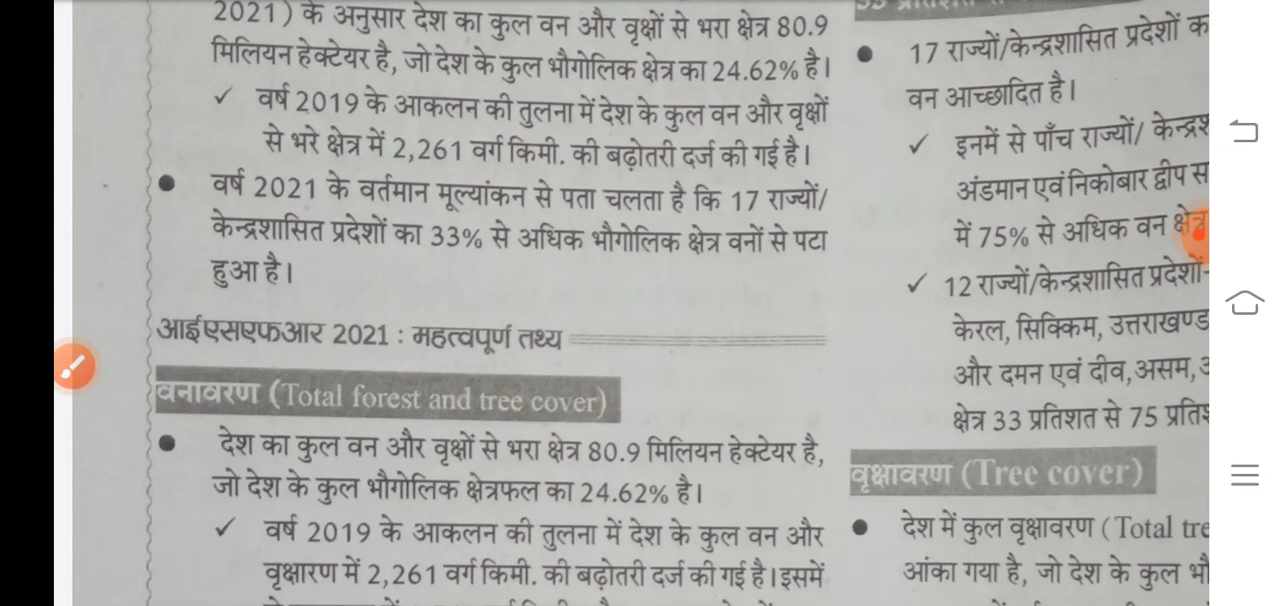 2021) के अनुसार देश का कुल वन और वृक्षों से भरा क्षेत्र 80.9
मिलियन हेक्टेयर है, जो देश के कुल भौगोलिक क्षेत्र का 24.62% है।
✓ वर्ष 2019 के आकलन की तुलना में देश के कुल वन और वृक्षों
से भरे क्षेत्र में 2,261 वर्ग किमी. की बढ़ोतरी दर्ज की गई है।
● वर्ष 2021 के वर्तमान मूल्यांकन से पता चलता है कि 17 राज्यों/
केन्द्रशासित प्रदेशों का 33% से अधिक भौगोलिक क्षेत्र वनों से पटा
हुआ है।
आईएसएफआर 2021 : महत्वपूर्ण तथ्य
वनावरण (Total forest and tree cover)
● देश का कुल वन और वृक्षों से भरा क्षेत्र 80.9 मिलियन हेक्टेयर है,
जो देश के कुल भौगोलिक क्षेत्रफल का 24.62% है।
✓ वर्ष 2019 के आकलन की तुलना में देश के कुल वन और
वृक्षारण में 2,261 वर्ग किमी. की बढ़ोतरी दर्ज की गई है। इसमें
● 17 राज्यों/केन्द्रशासित प्रदेशों
वन आच्छादित है।
✓ इनमें से पाँच राज्यों/
अंडमान एवं निकोबार द्वीप
में 75% से अधिक वन
✓ 12 राज्यों/केन्द्रशासित प्रदेशों-
केरल, सिक्किम, उत्तराखण्ड
और दमन एवं दीव, असम,
क्षेत्र 33 प्रतिशत से 75
वृक्षावरण (Tree cover)
● देश में कुल वृक्षावरण (Total
आंका गया है, जो देश के कुल